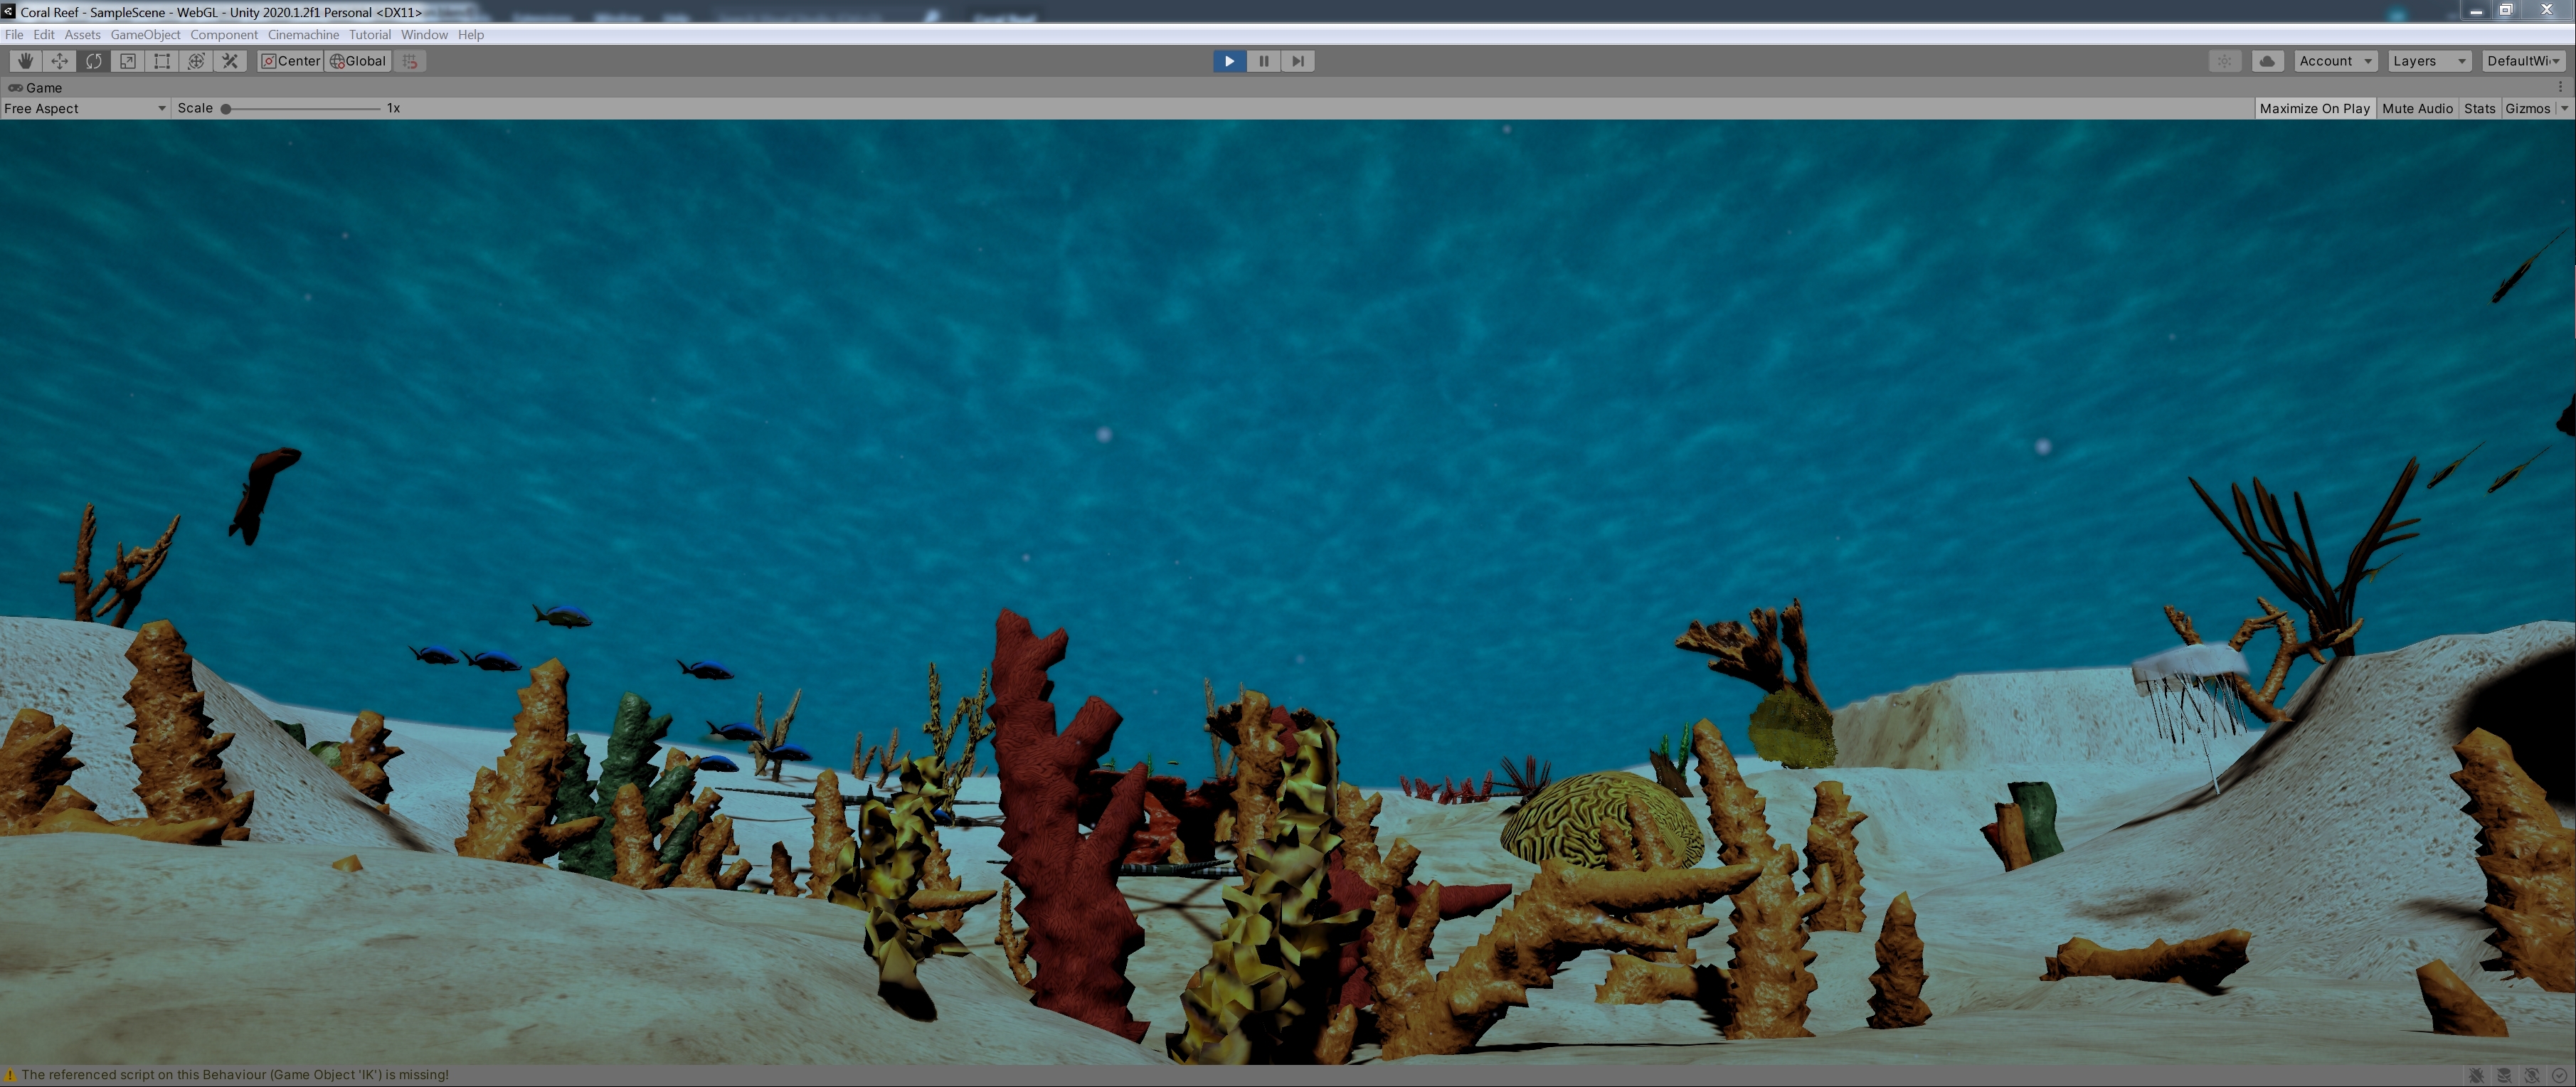 Coral Reef - SampleScene - WebGL - Unity 2020.1.2f1 Personal <DX11>
File Edit Assets GameObject Component Cinemachine Tutorial Window Help
Center Global Account Layers DefaultWi
Game
Free Aspect Scale 1x Maximize On Play Mute Audio Stats Gizmos
The referenced script on this Behaviour (Game Object 'IK') is missing!